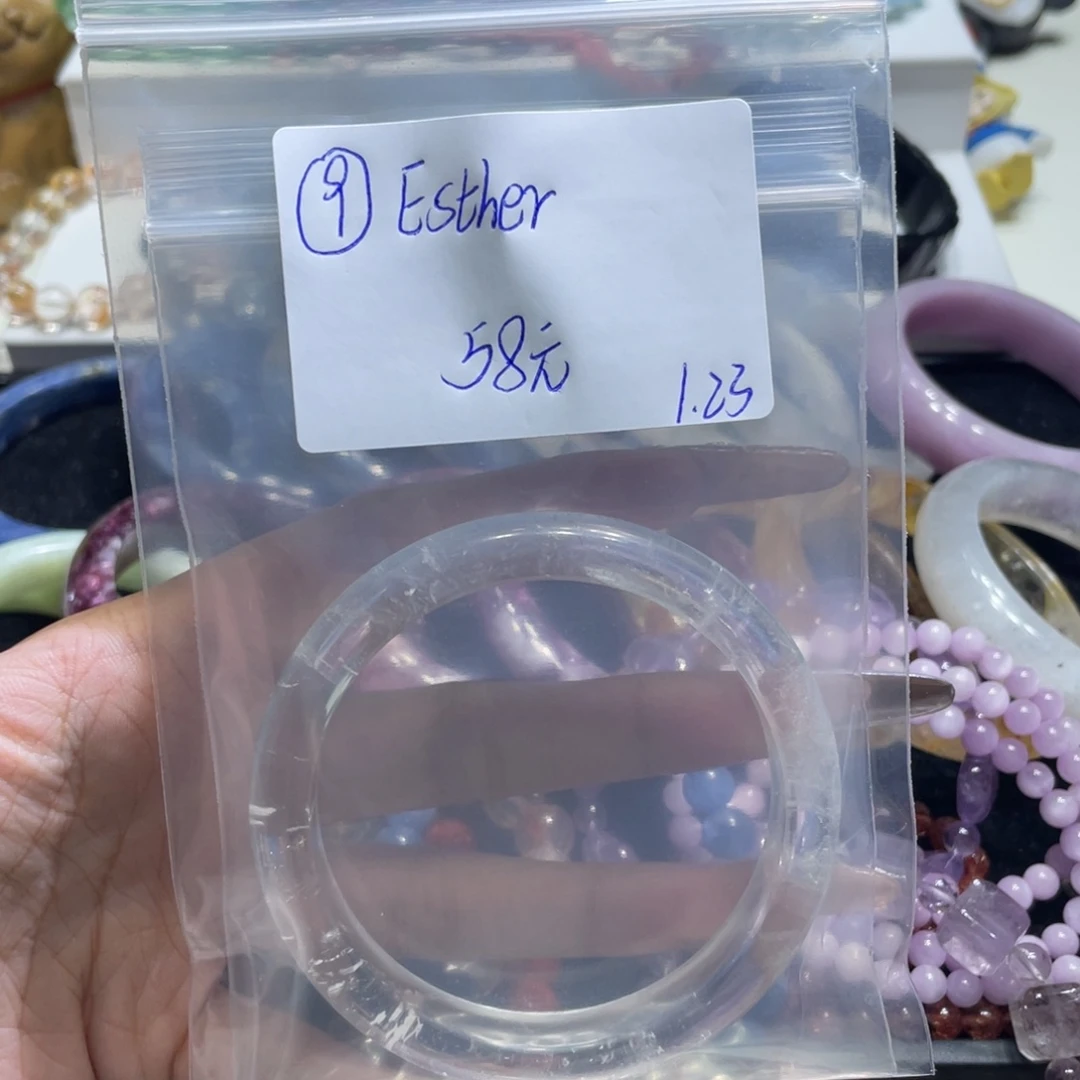 ⑨ Esther
58元
1.23